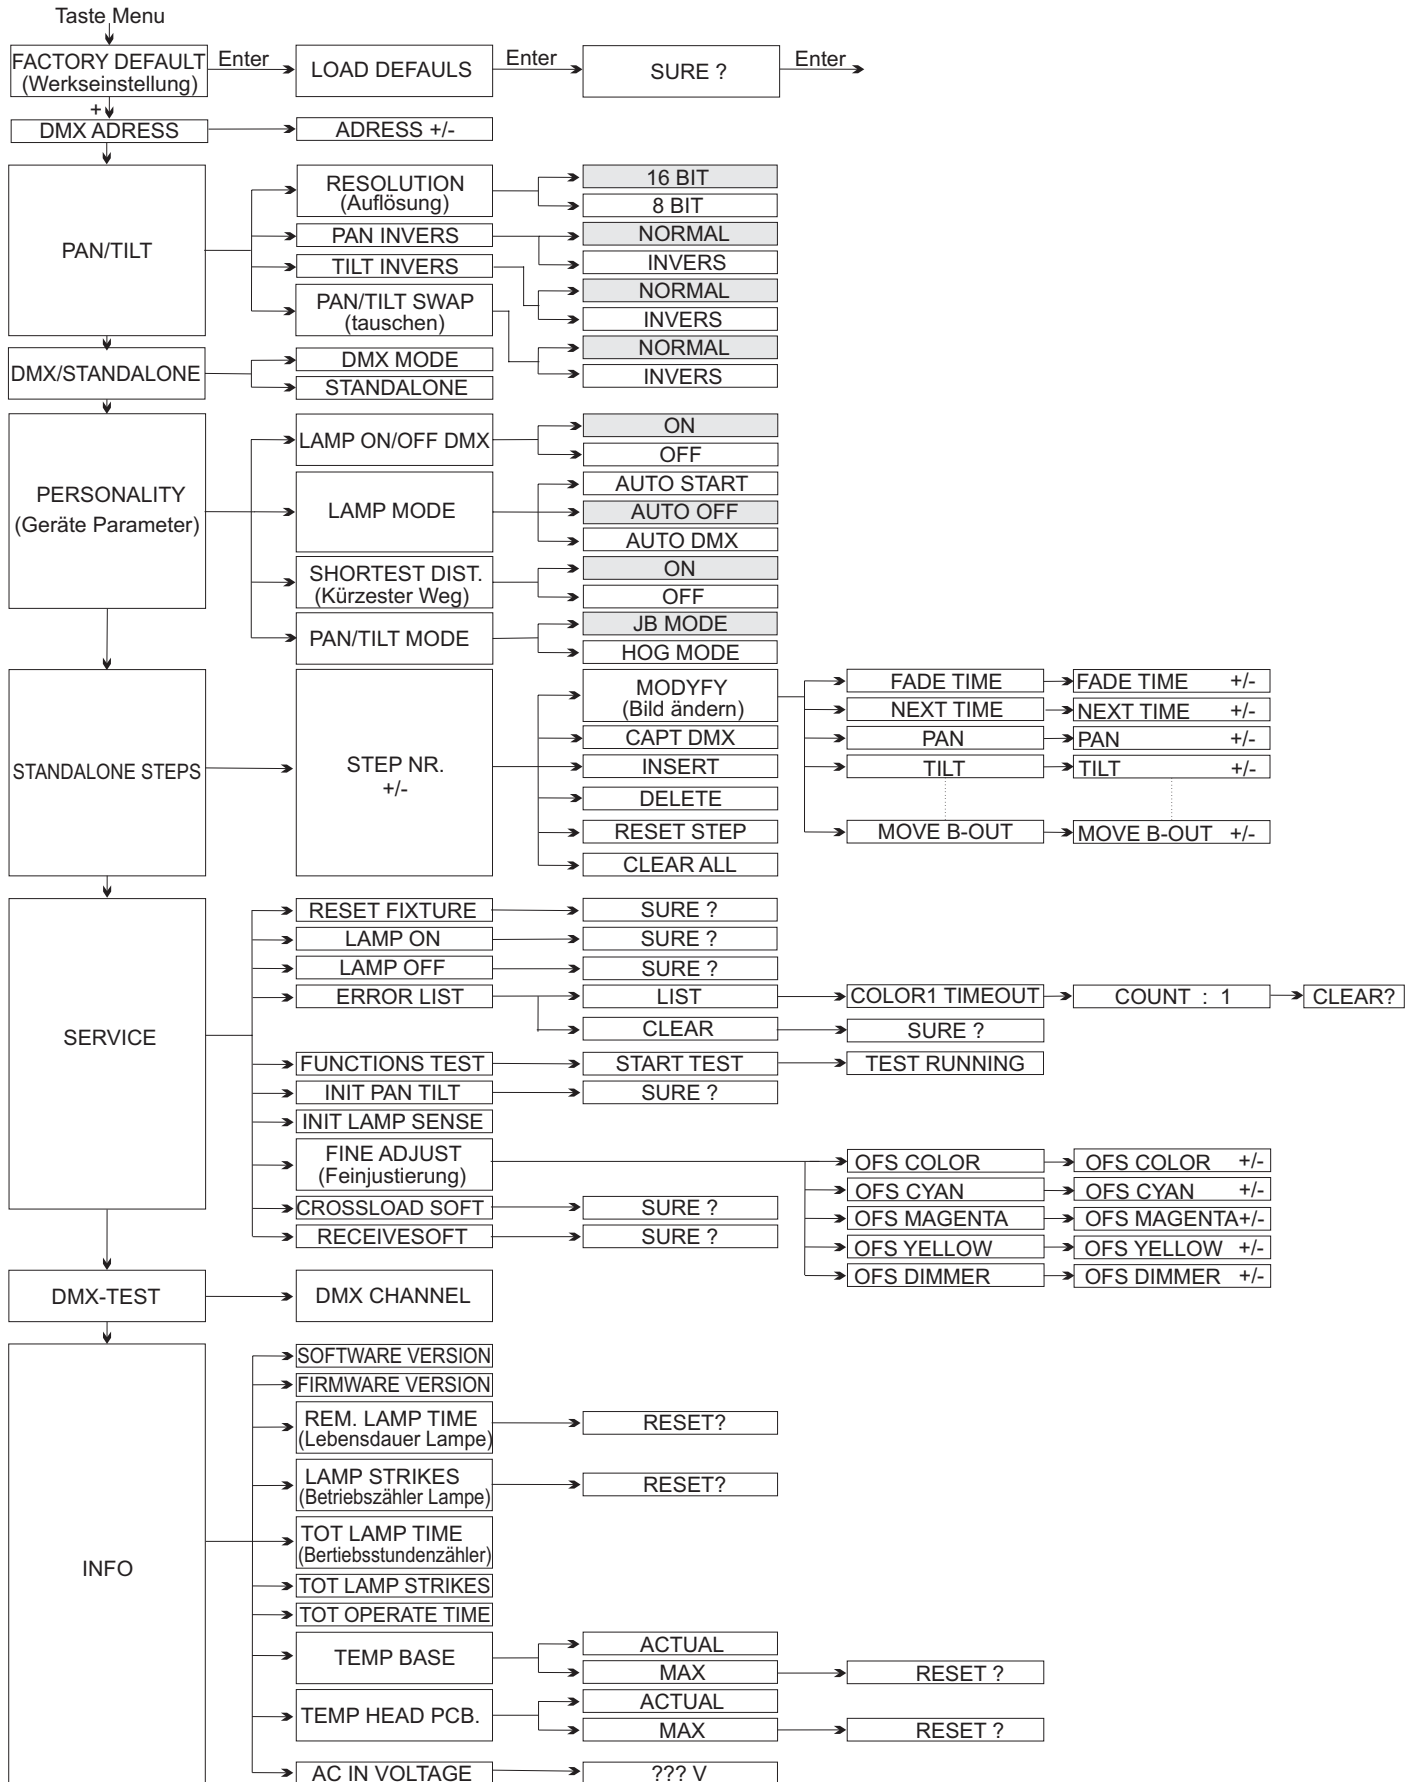 Taste Menu
FACTORY DEFAULT
(Werkseinstellung)
Enter
LOAD DEFAULS
Enter
SURE ?
Enter
+
DMX ADRESS
ADRESS +/-
PAN/TILT
RESOLUTION
(Auflösung)
16 BIT
8 BIT
PAN INVERS
NORMAL
INVERS
TILT INVERS
NORMAL
INVERS
PAN/TILT SWAP
(tauschen)
NORMAL
INVERS
DMX/STANDALONE
DMX MODE
STANDALONE
PERSONALITY
(Geräte Parameter)
LAMP ON/OFF DMX
ON
OFF
LAMP MODE
AUTO START
AUTO OFF
AUTO DMX
SHORTEST DIST.
(Kürzester Weg)
ON
OFF
PAN/TILT MODE
JB MODE
HOG MODE
STANDALONE STEPS
STEP NR.
+/-
MODYFY
(Bild ändern)
FADE TIME
FADE TIME +/-
NEXT TIME
NEXT TIME +/-
PAN
PAN +/-
TILT
TILT +/-
MOVE B-OUT
MOVE B-OUT +/-
CAPT DMX
INSERT
DELETE
RESET STEP
CLEAR ALL
SERVICE
RESET FIXTURE
SURE ?
LAMP ON
SURE ?
LAMP OFF
SURE ?
ERROR LIST
LIST
COLOR1 TIMEOUT
COUNT : 1
CLEAR?
CLEAR
SURE ?
FUNCTIONS TEST
START TEST
TEST RUNNING
INIT PAN TILT
SURE ?
INIT LAMP SENSE
FINE ADJUST
(Feinjustierung)
OFS COLOR
OFS COLOR +/-
OFS CYAN
OFS CYAN +/-
OFS MAGENTA
OFS MAGENTA+/-
OFS YELLOW
OFS YELLOW +/-
OFS DIMMER
OFS DIMMER +/-
CROSSLOAD SOFT
SURE ?
RECEIVESOFT
SURE ?
DMX-TEST
DMX CHANNEL
INFO
SOFTWARE VERSION
FIRMWARE VERSION
REM. LAMP TIME
(Lebensdauer Lampe)
RESET?
LAMP STRIKES
(Betriebszähler Lampe)
RESET?
TOT LAMP TIME
(Bertiebsstundenzähler)
TOT LAMP STRIKES
TOT OPERATE TIME
TEMP BASE
ACTUAL
MAX
RESET ?
TEMP HEAD PCB.
ACTUAL
MAX
RESET ?
AC IN VOLTAGE
??? V